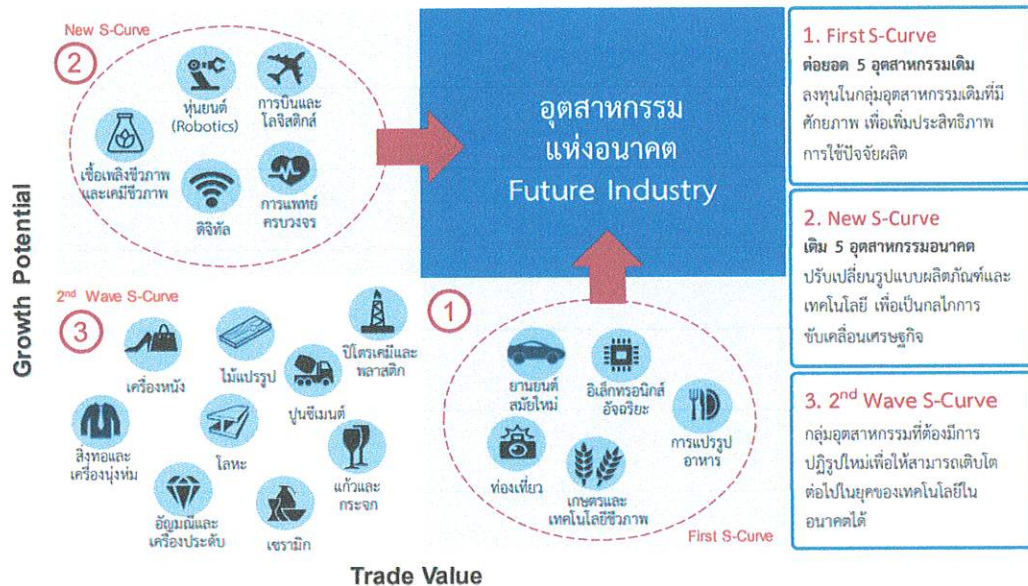 New S-Curve
2
หุ่นยนต์
(Robotics)
การบินและ
โลจิสติกส์
เชื้อเพลิงชีวภาพ
และเคมีชีวภาพ
ดิจิทัล
การแพทย์
ครบวงจร
อุตสาหกรรม
แห่งอนาคต
Future Industry
Growth Potential
2nd Wave S-Curve
3
เครื่องหนัง
ไม้แปรรูป
ปิโตรเคมีและ
พลาสติก
ปูนซีเมนต์
สิ่งทอและ
เครื่องนุ่งห่ม
โลหะ
แก้วและ
กระจก
อัญมณีและ
เครื่องประดับ
เซรามิก
1
ยานยนต์
สมัยใหม่
อิเล็กทรอนิกส์
อัจฉริยะ
การแปรรูป
อาหาร
ท่องเที่ยว
เกษตรและ
เทคโนโลยีชีวภาพ
First S-Curve
Trade Value
1. First S-Curve
ต่อยอด 5 อุตสาหกรรมเดิม
ลงทุนในกลุ่มอุตสาหกรรมเดิมที่มี
ศักยภาพ เพื่อเพิ่มประสิทธิภาพ
การใช้ปัจจัยผลิต
2. New S-Curve
เติม 5 อุตสาหกรรมอนาคต
ปรับเปลี่ยนรูปแบบผลิตภัณฑ์และ
เทคโนโลยี เพื่อเป็นกลไกการ
ขับเคลื่อนเศรษฐกิจ
3. 2nd Wave S-Curve
กลุ่มอุตสาหกรรมที่ต้องมีการ
ปฏิรูปใหม่เพื่อให้สามารถเติบโต
ต่อไปในยุคของเทคโนโลยีใน
อนาคตได้